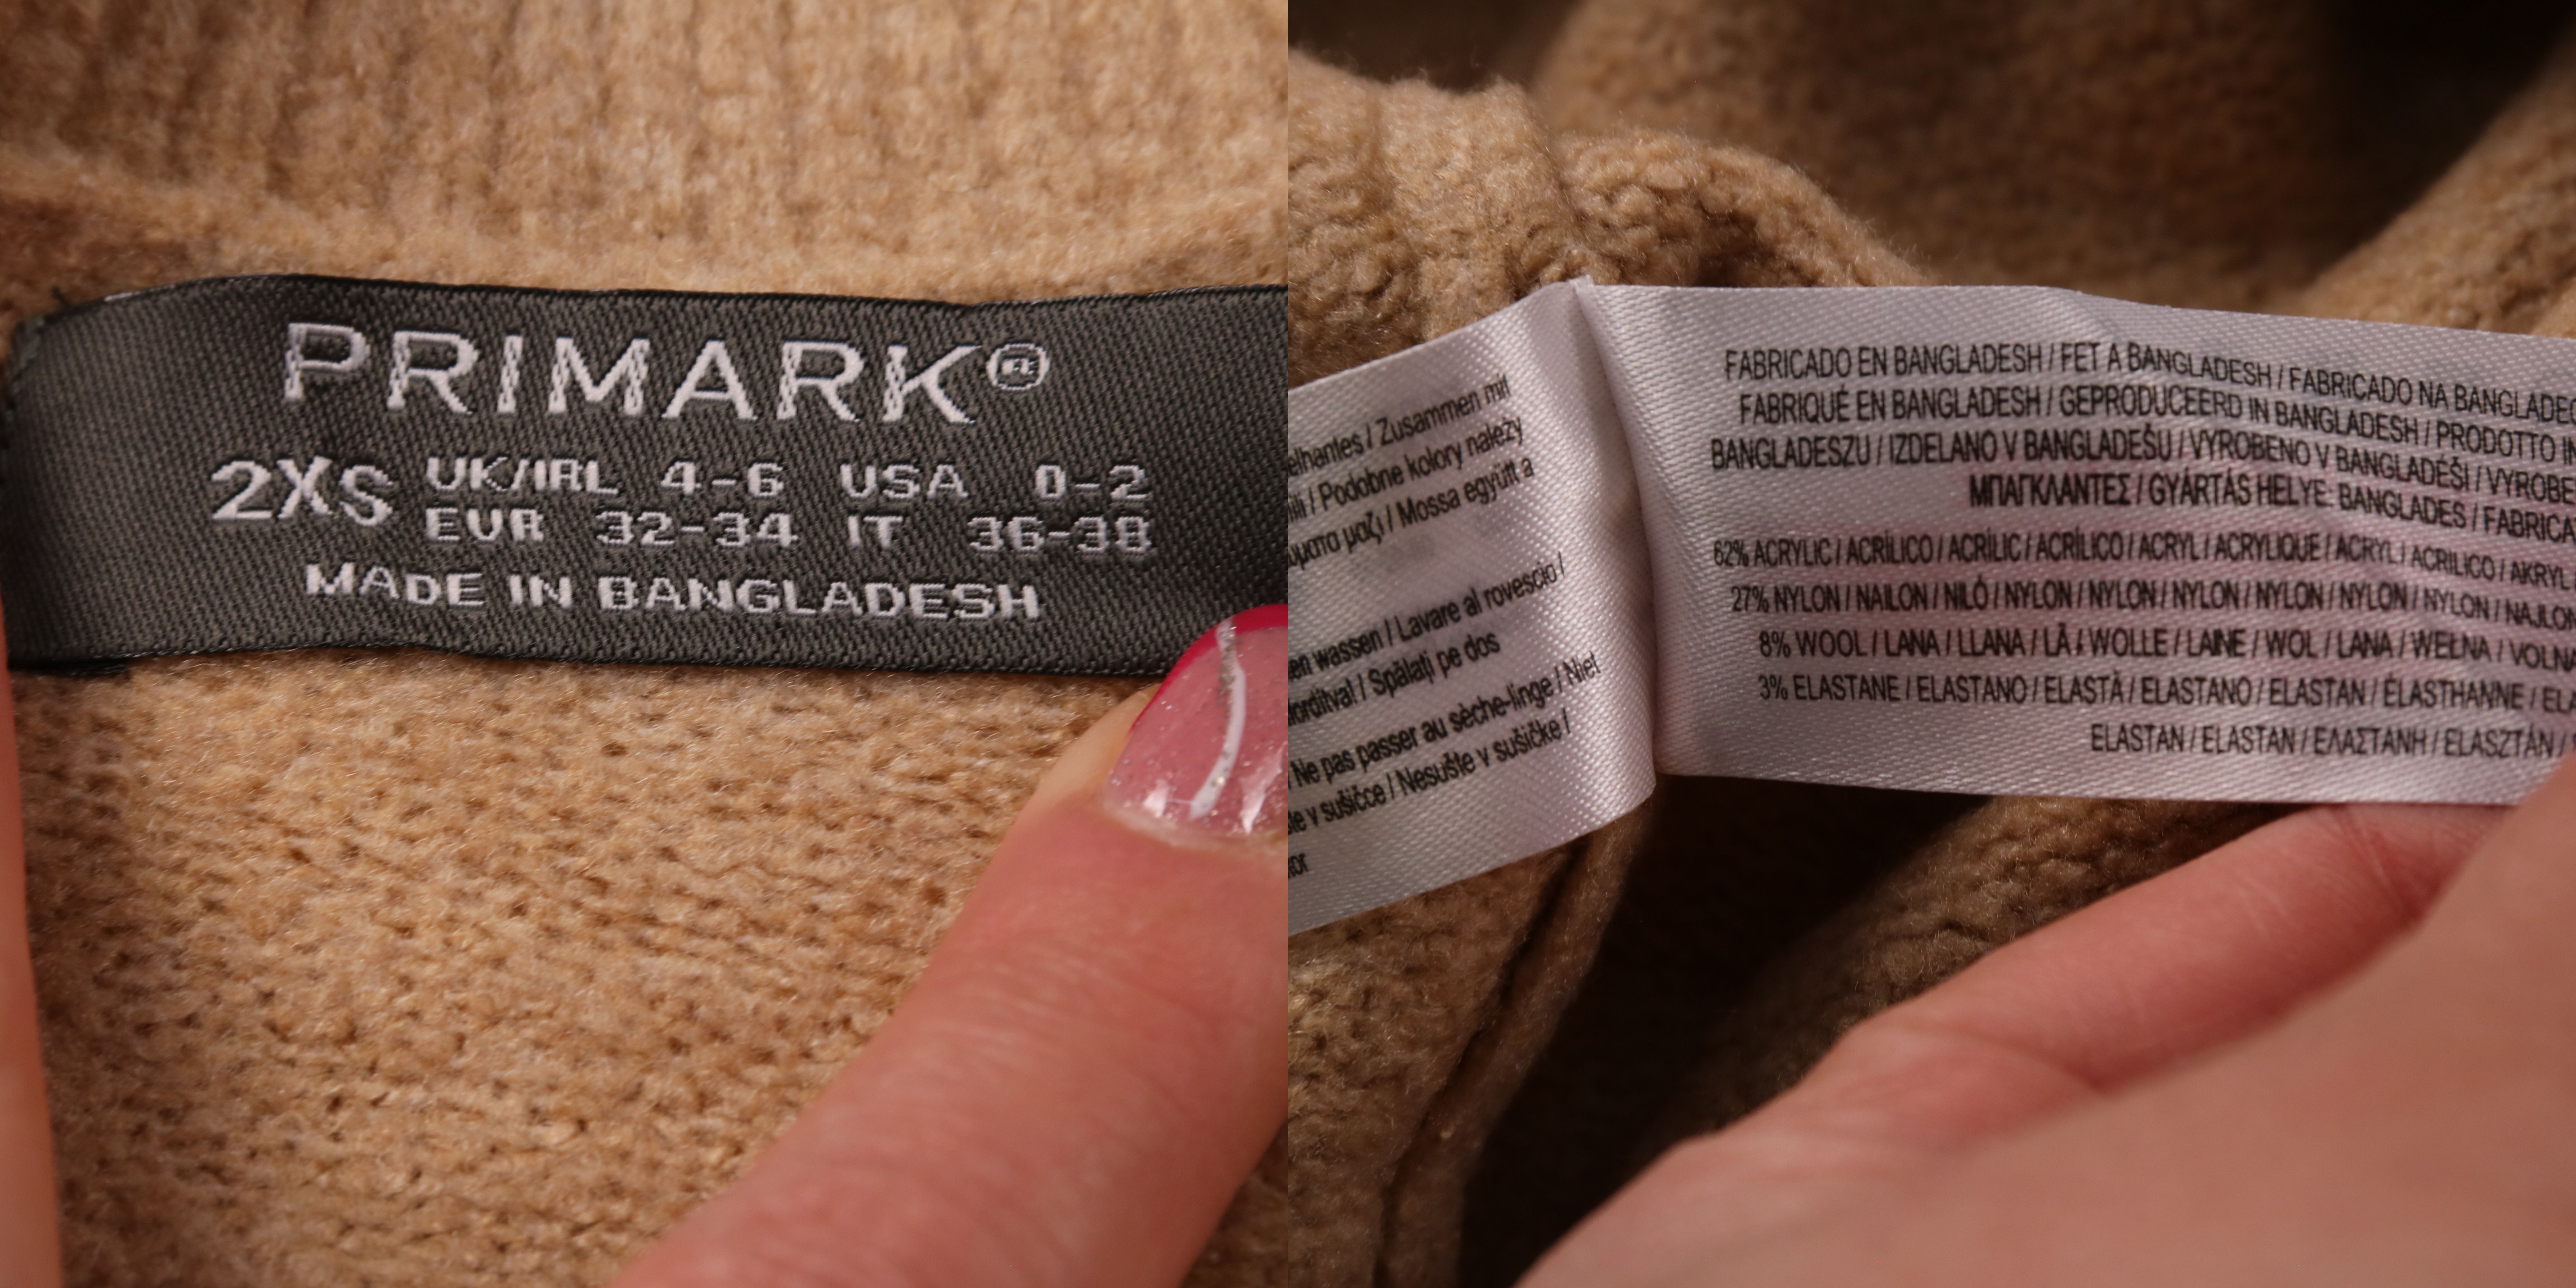 PRIMARK®
2XS UK/IRL 4-6 USA 0-2
EUR 32-34 IT 36-38
MADE IN BANGLADESH
elhantes / Zusammen mit
/ Podobne kolory należy
μαζί / Mossa együtt a
wassen / Lavare al rovescio /
/ Spălaţi pe dos
/ Ne pas passer au sèche-linge / Niet
v sušičce / Nesušte v sušičke /
FABRICADO EN BANGLADESH / FET A BANGLADESH / FABRICADO NA BANGLADE
FABRIQUÉ EN BANGLADESH / GEPRODUCEERD IN BANGLADESH / PRODOTTO IN
BANGLADESZU / IZDELANO V BANGLADEŠU / VYROBENO V BANGLADÉŠI / VYROBE
ΜΠΑΓΚΛΑΝΤΕΣ / GYÁRTÁS HELYE: BANGLADES / FABRICA
62% ACRYLIC / ACRÍLICO / ACRÍLIC / ACRÍLICO / ACRYL / ACRYLIQUE / ACRYL / ACRILICO / AKRYL
27% NYLON / NAILON / NILÓ / NYLON / NYLON / NYLON / NYLON / NYLON / NYLON / NAJLON
8% WOOL / LANA / LLANA / LÃ / WOLLE / LAINE / WOL / LANA / WEŁNA / VOLNA
3% ELASTANE / ELASTANO / ELASTÀ / ELASTANO / ELASTAN / ÉLASTHANNE / ELA
ELASTAN / ELASTAN / ΕΛΑΣΤΑΝΗ / ELASZTÁN /